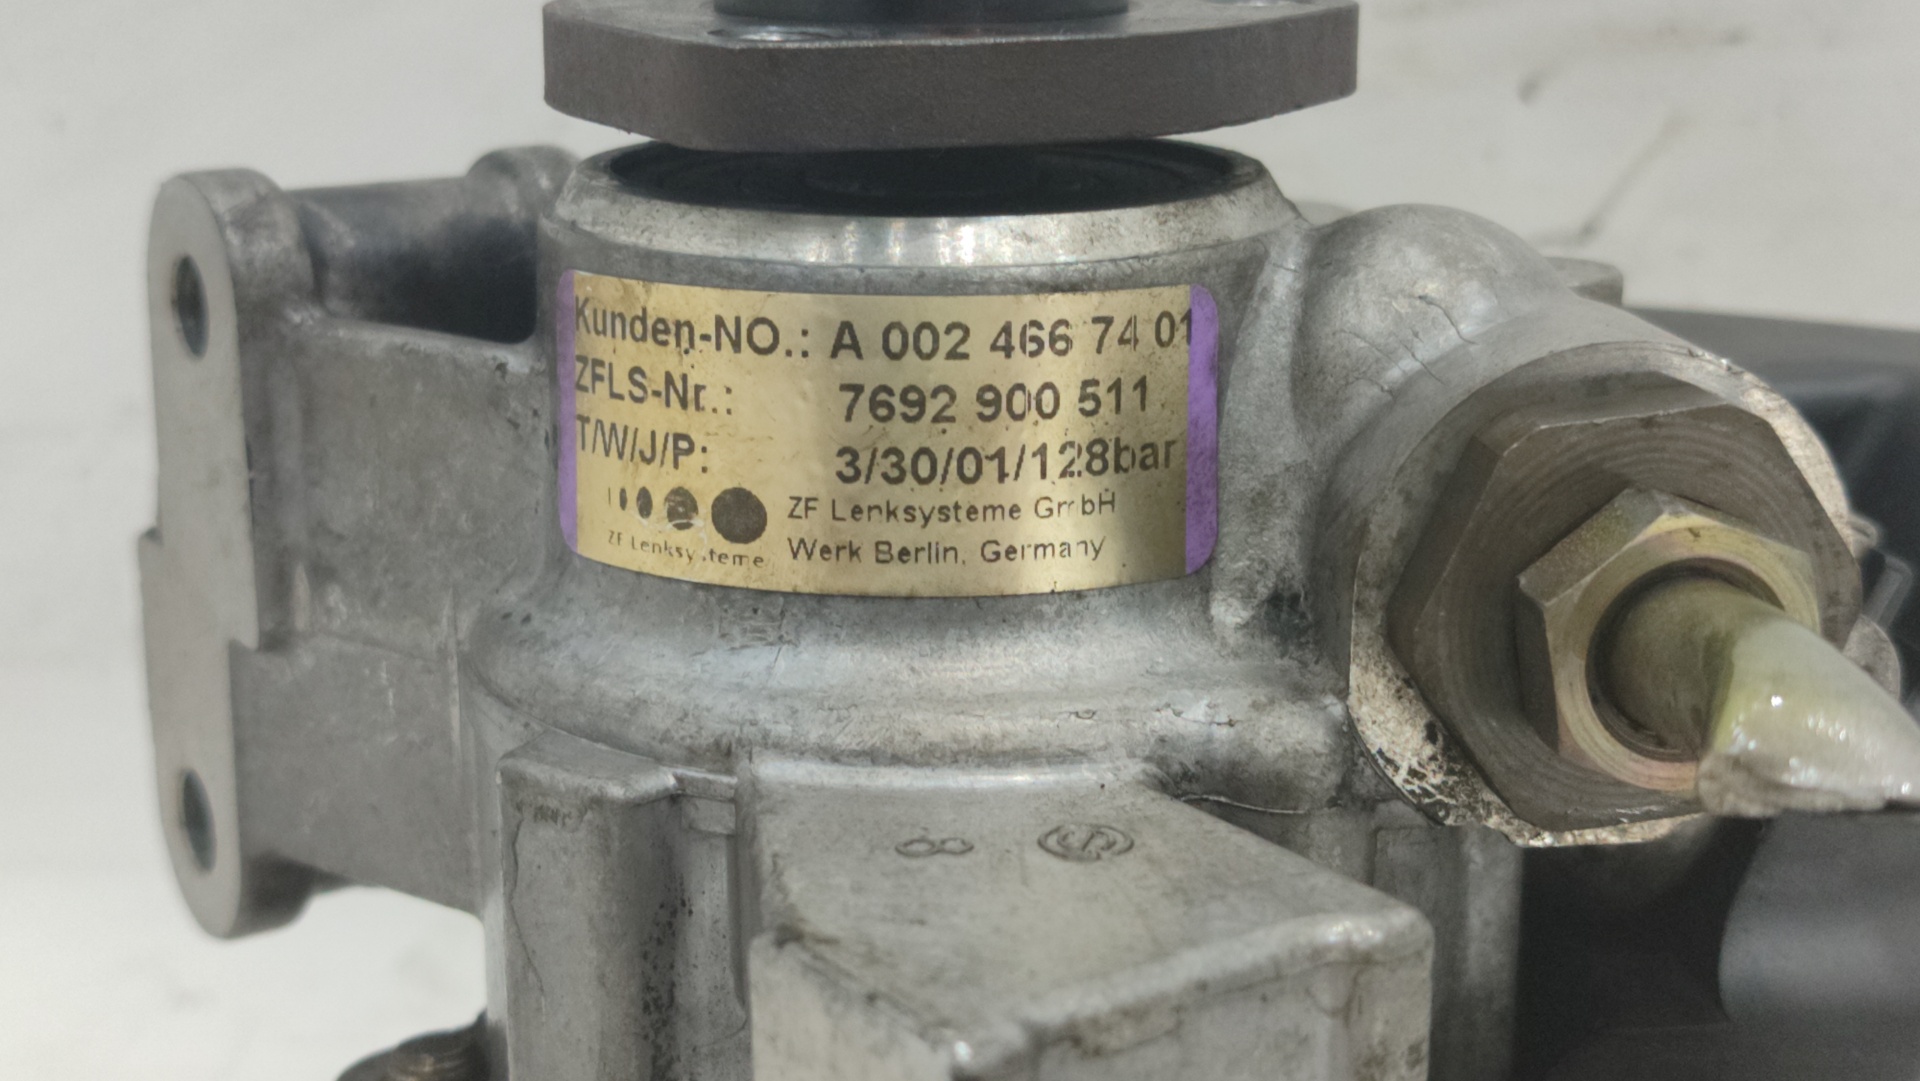 Kunden-NO.: A 002 466 74 01
ZFLS-Nr.: 7692 900 511
T/W/J/P: 3/30/01/128bar
ZF Lenksysteme GmbH
ZF Lenksysteme Werk Berlin, Germany
8